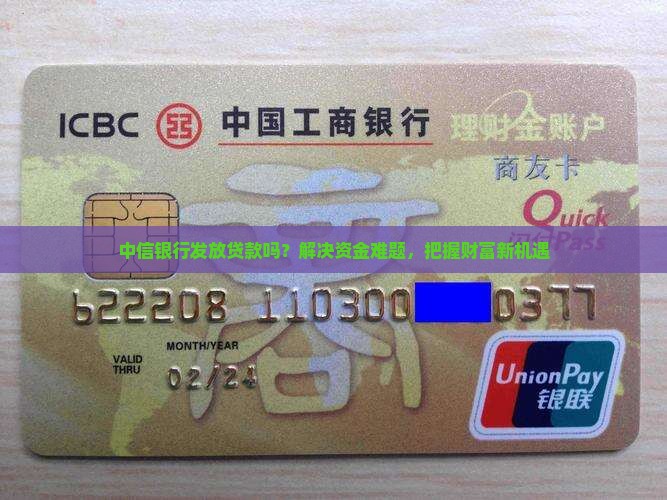 ICBC 中国工商银行 理财金账户
商友卡
Quick
Pass
中信银行发放贷款吗？解决资金难题，把握财富新机遇
622208 110300 0377
MONTH/YEAR
VALID
THRU
02/24
UnionPay
银联
商